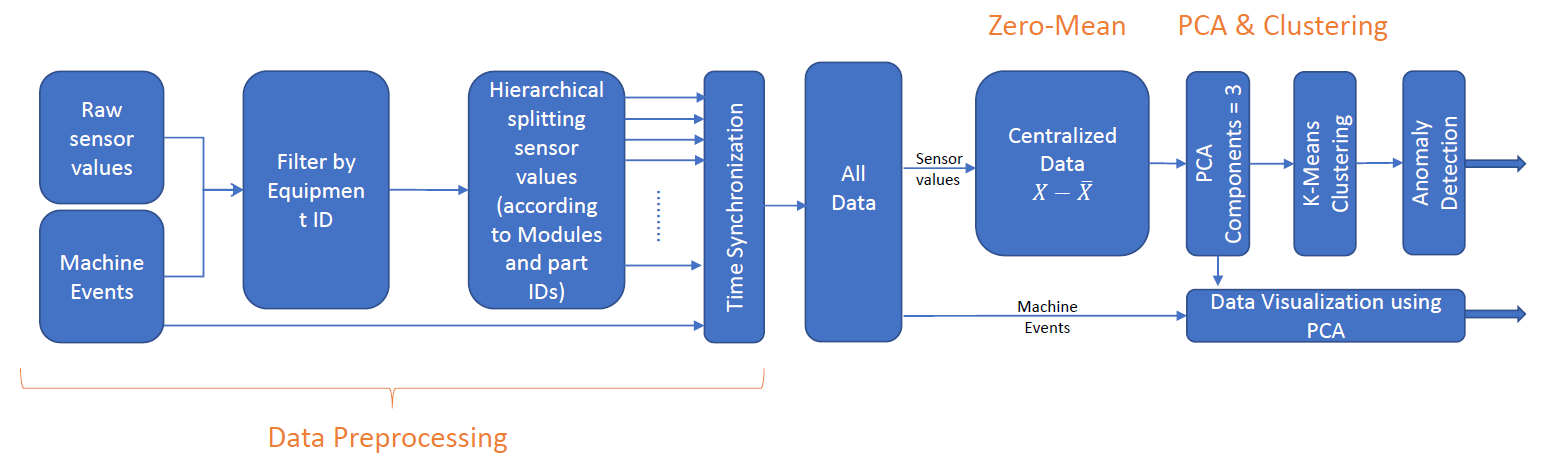 Zero-Mean
PCA & Clustering
Raw
sensor
values
Machine
Events
Filter by
Equipmen
t ID
Hierarchical
splitting
sensor
values
(according
to Modules
and part
IDs)
Time Synchronization
All
Data
Sensor
values
Machine
Events
Centralized
Data
X − X̅
PCA
Components = 3
K-Means
Clustering
Anomaly
Detection
Data Visualization using
PCA
Data Preprocessing